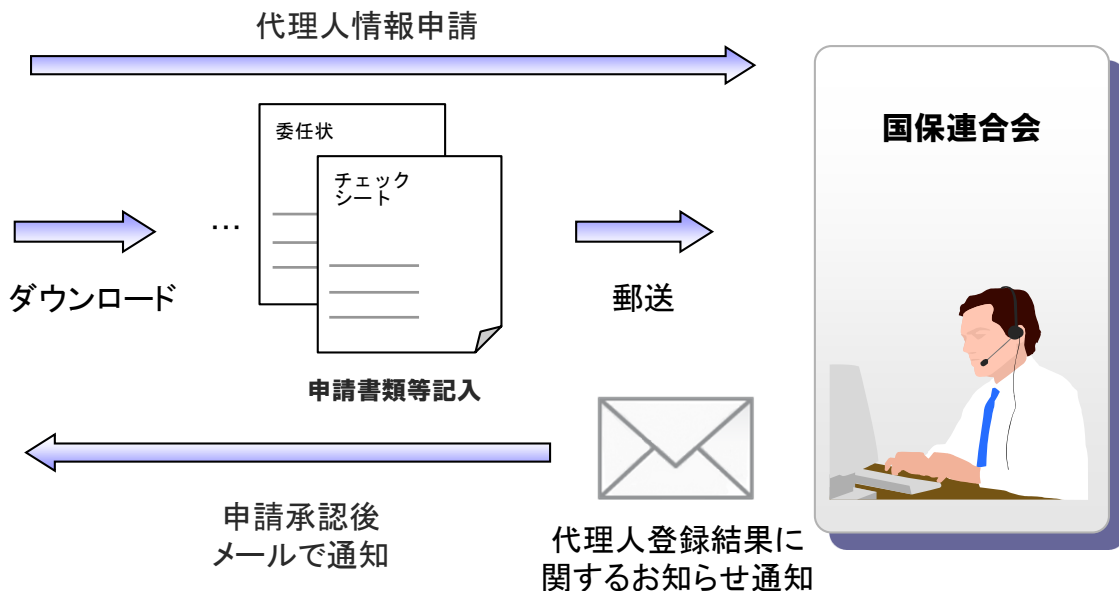 代理人情報申請
国保連合会
委任状
チェック
シート
…
ダウンロード
郵送
申請書類等記入
申請承認後
メールで通知
代理人登録結果に
関するお知らせ通知